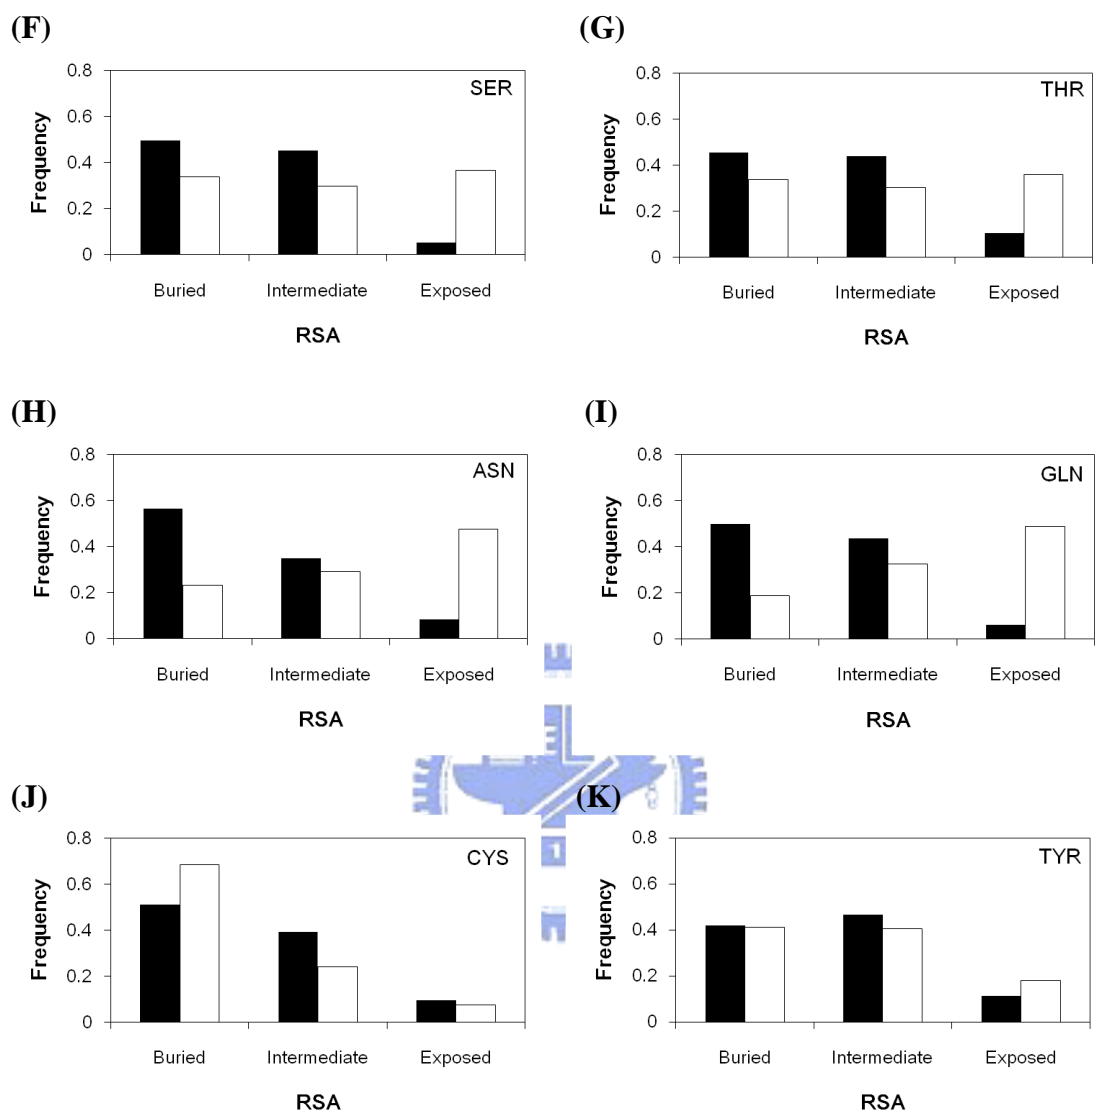 (F)
SER
0.8
0.6
0.4
0.2
0
Frequency
Buried Intermediate Exposed
RSA
(G)
THR
0.8
0.6
0.4
0.2
0
Frequency
Buried Intermediate Exposed
RSA
(H)
ASN
0.8
0.6
0.4
0.2
0
Frequency
Buried Intermediate Exposed
RSA
(I)
GLN
0.8
0.6
0.4
0.2
0
Frequency
Buried Intermediate Exposed
RSA
(J)
CYS
0.8
0.6
0.4
0.2
0
Frequency
Buried Intermediate Exposed
RSA
(K)
TYR
0.8
0.6
0.4
0.2
0
Frequency
Buried Intermediate Exposed
RSA